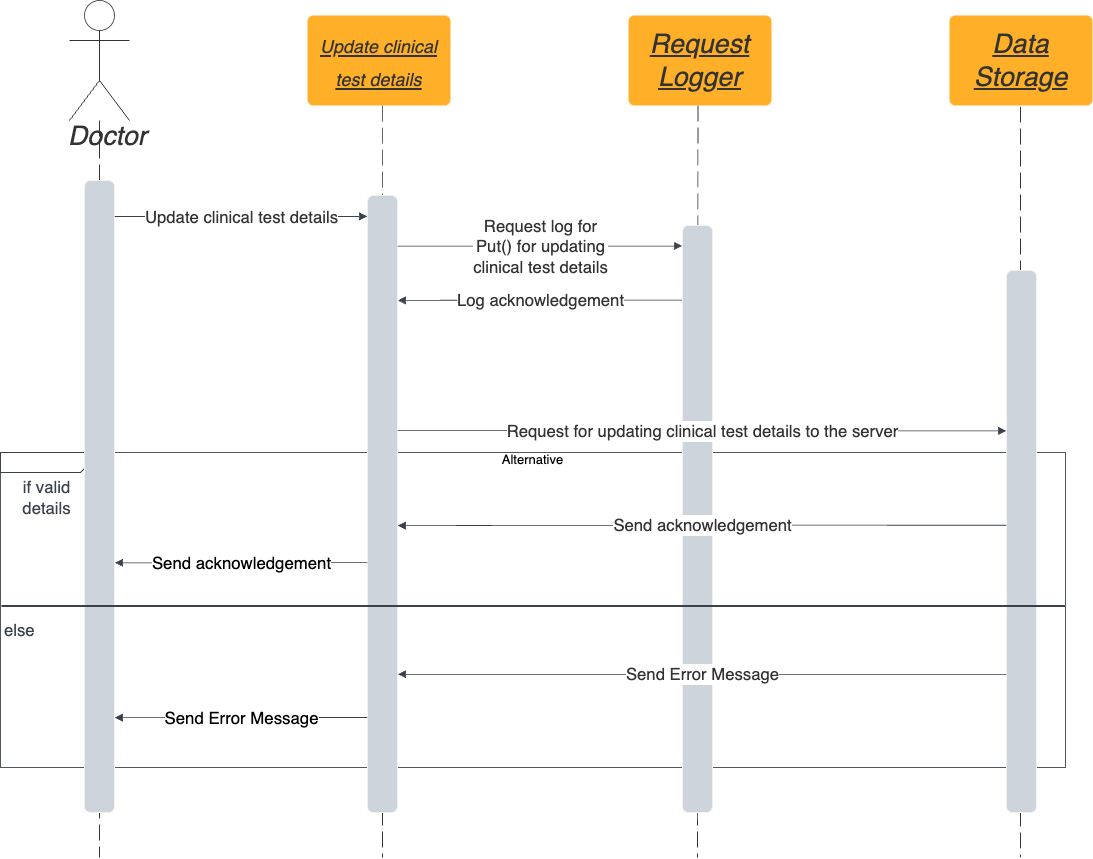 Doctor
Update clinical
test details
Request
Logger
Data
Storage
Update clinical test details
Request log for
Put() for updating
clinical test details
Log acknowledgement
Request for updating clinical test details to the server
Alternative
if valid
details
Send acknowledgement
Send acknowledgement
else
Send Error Message
Send Error Message